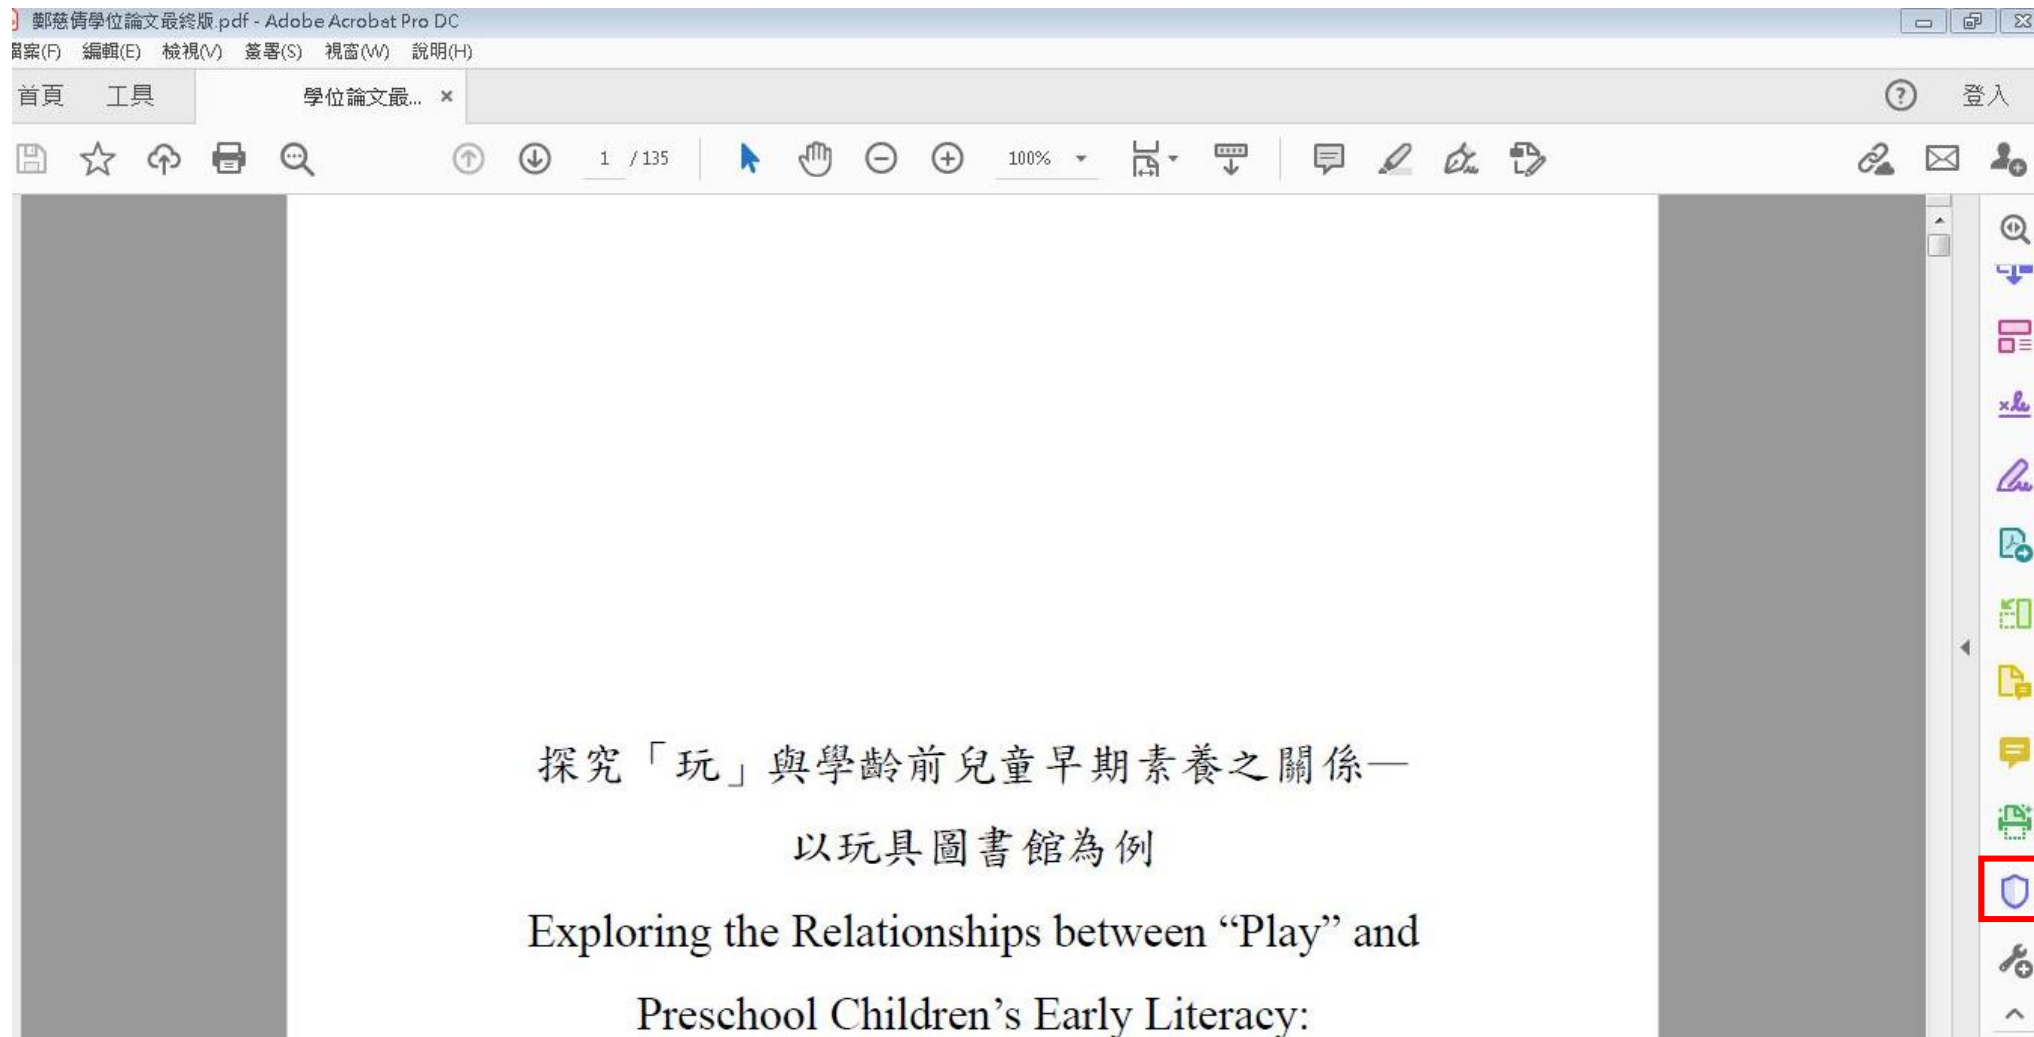 鄭慈倩學位論文最終版.pdf - Adobe Acrobat Pro DC
檔案(F) 編輯(E) 檢視(V) 簽署(S) 視窗(W) 說明(H)
首頁 工具 學位論文最... × ? 登入
1 / 135 100%
探究「玩」與學齡前兒童早期素養之關係—
以玩具圖書館為例
Exploring the Relationships between “Play” and
Preschool Children’s Early Literacy: